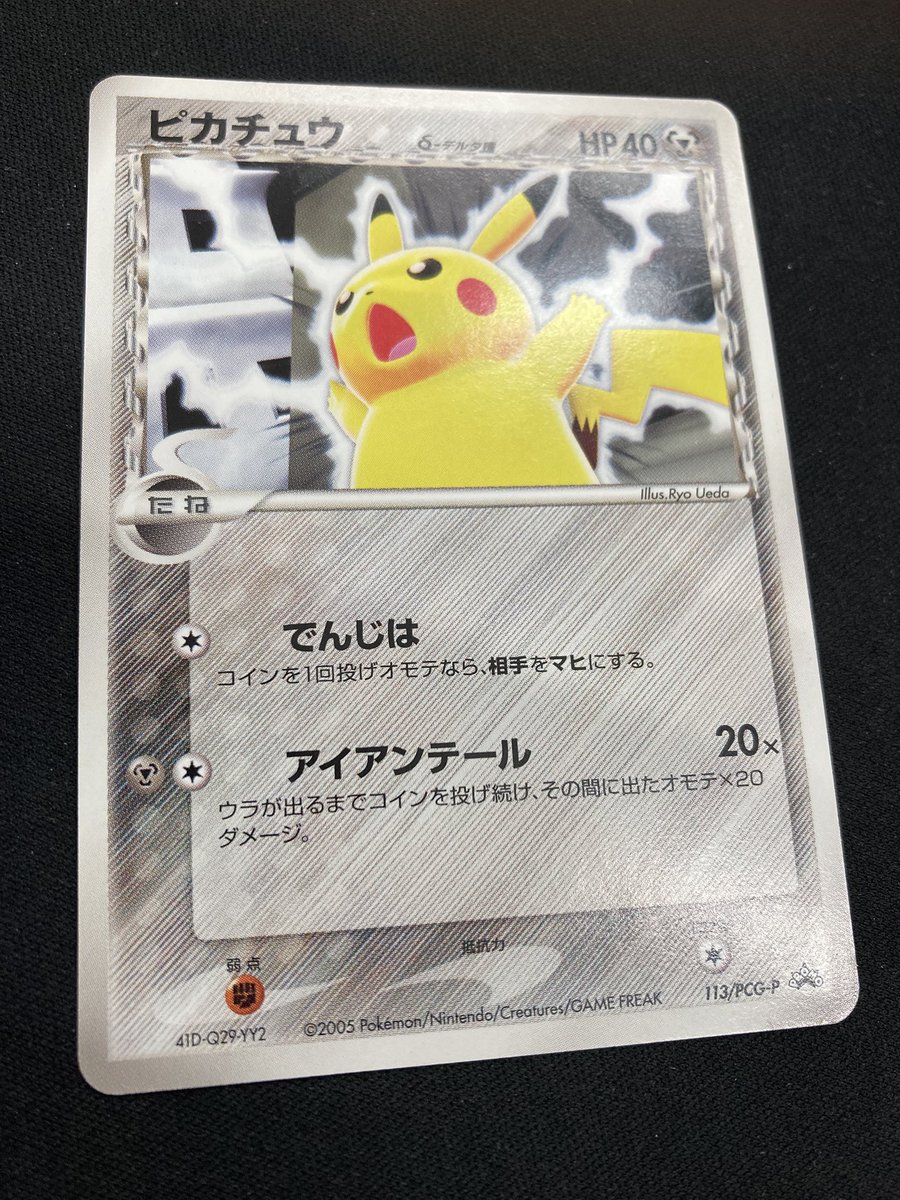 ピカチュウ
δ-デルタ種
HP 40
Illus.Ryo Ueda
たね
でんじは
コインを1回投げオモテなら、相手をマヒにする。
アイアンテール 20×
ウラが出るまでコインを投げ続け、その間に出たオモテ×20
ダメージ。
弱点
抵抗力
41D-Q29-YY2
©2005 Pokémon/Nintendo/Creatures/GAME FREAK
113/PCG-P